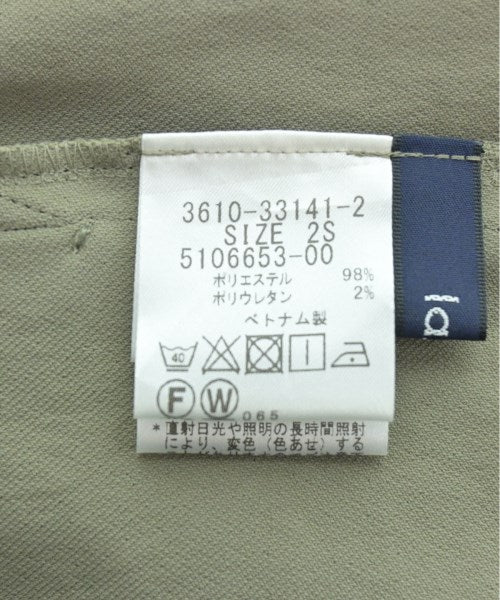 3610-33141-2
SIZE 2S
5106653-00
ポリエステル 98%
ポリウレタン 2%
ベトナム製
40
F W 065
*直射日光や照明の長時間照射
により、変色(色あせ)する